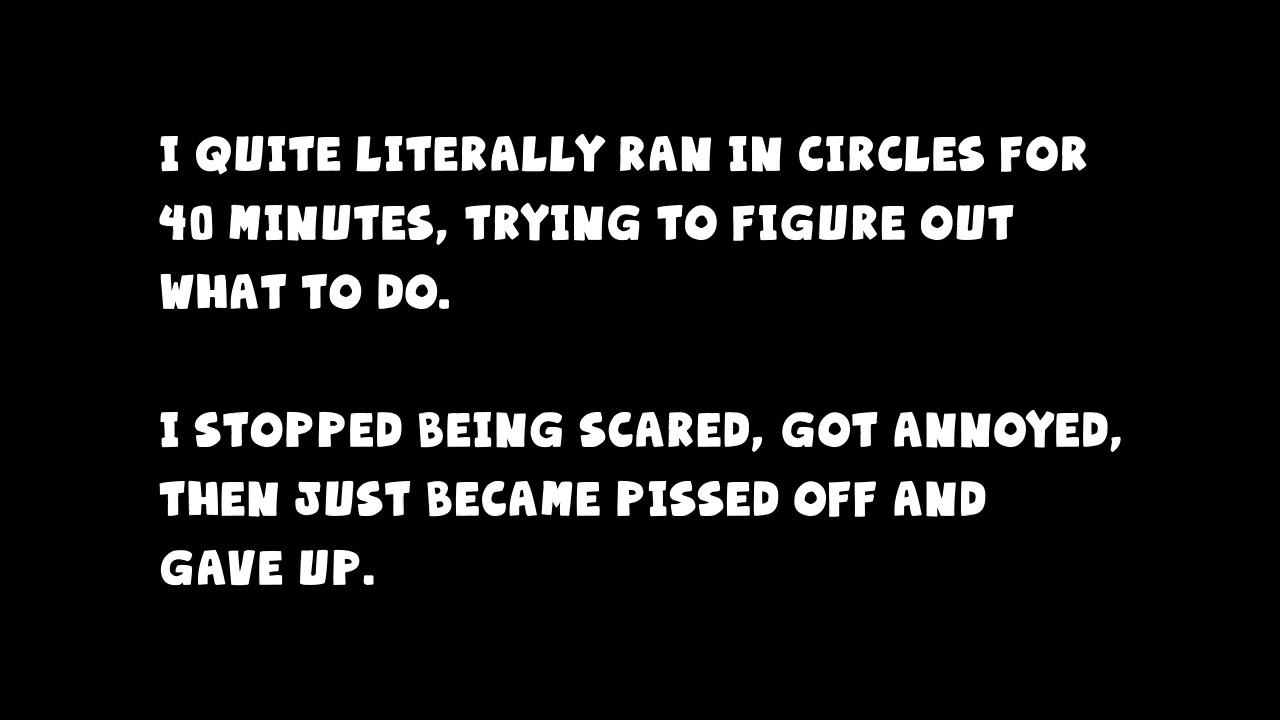 I QUITE LITERALLY RAN IN CIRCLES FOR
40 MINUTES, TRYING TO FIGURE OUT
WHAT TO DO.
I STOPPED BEING SCARED, GOT ANNOYED,
THEN JUST BECAME PISSED OFF AND
GAVE UP.